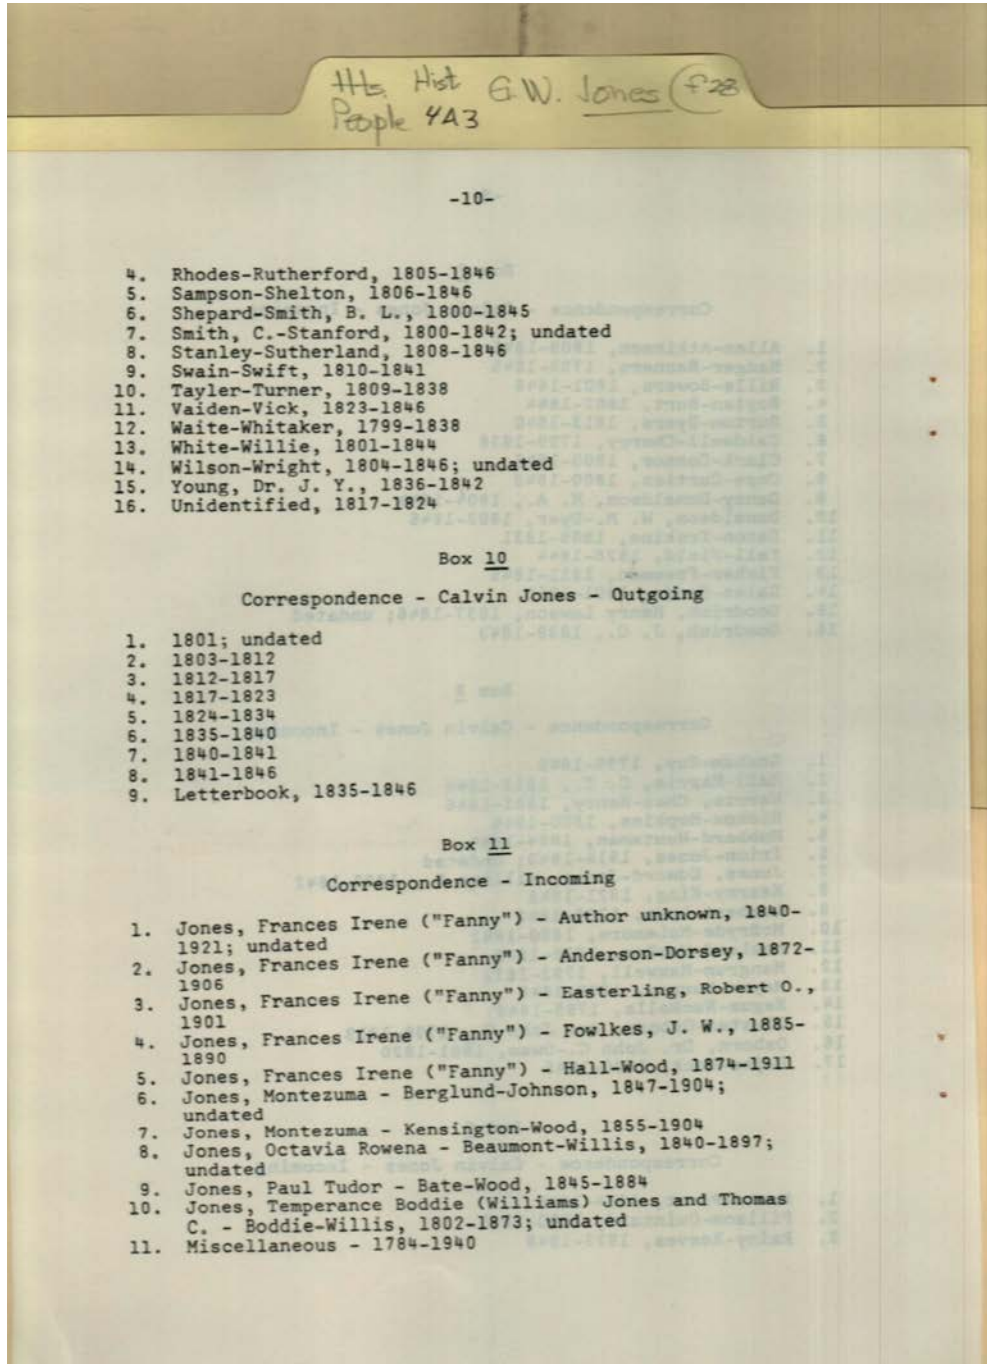 Hts. Hist G.W. Jones (f28
People 4A3
-10-
4. Rhodes-Rutherford, 1805-1846
5. Sampson-Shelton, 1806-1846
6. Shepard-Smith, B. L., 1800-1845
7. Smith, C.-Stanford, 1800-1842; undated
8. Stanley-Sutherland, 1808-1846
9. Swain-Swift, 1810-1841
10. Tayler-Turner, 1809-1838
11. Vaiden-Vick, 1823-1846
12. Waite-Whitaker, 1799-1838
13. White-Willie, 1801-1844
14. Wilson-Wright, 1804-1846; undated
15. Young, Dr. J. Y., 1836-1842
16. Unidentified, 1817-1824
Box 10
Correspondence - Calvin Jones - Outgoing
1. 1801; undated
2. 1803-1812
3. 1812-1817
4. 1817-1823
5. 1824-1834
6. 1835-1840
7. 1840-1841
8. 1841-1846
9. Letterbook, 1835-1846
Box 11
Correspondence - Incoming
1. Jones, Frances Irene ("Fanny") - Author unknown, 1840-
1921; undated
2. Jones, Frances Irene ("Fanny") - Anderson-Dorsey, 1872-
1906
3. Jones, Frances Irene ("Fanny") - Easterling, Robert O.,
1901
4. Jones, Frances Irene ("Fanny") - Fowlkes, J. W., 1885-
1890
5. Jones, Frances Irene ("Fanny") - Hall-Wood, 1874-1911
6. Jones, Montezuma - Berglund-Johnson, 1847-1904;
undated
7. Jones, Montezuma - Kensington-Wood, 1855-1904
8. Jones, Octavia Rowena - Beaumont-Willis, 1840-1897;
undated
9. Jones, Paul Tudor - Bate-Wood, 1845-1884
10. Jones, Temperance Boddie (Williams) Jones and Thomas
C. - Boddie-Willis, 1802-1873; undated
11. Miscellaneous - 1784-1940